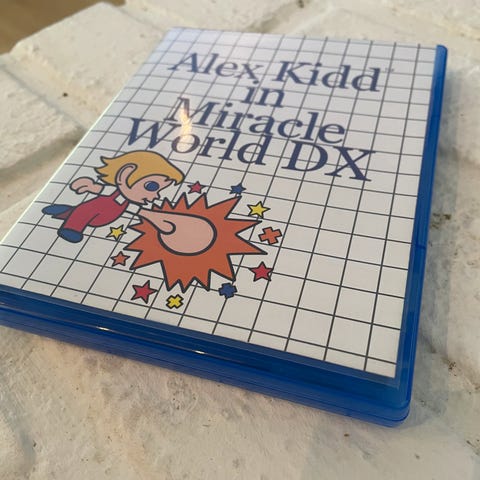 Alex Kidd
in
Miracle
World DX